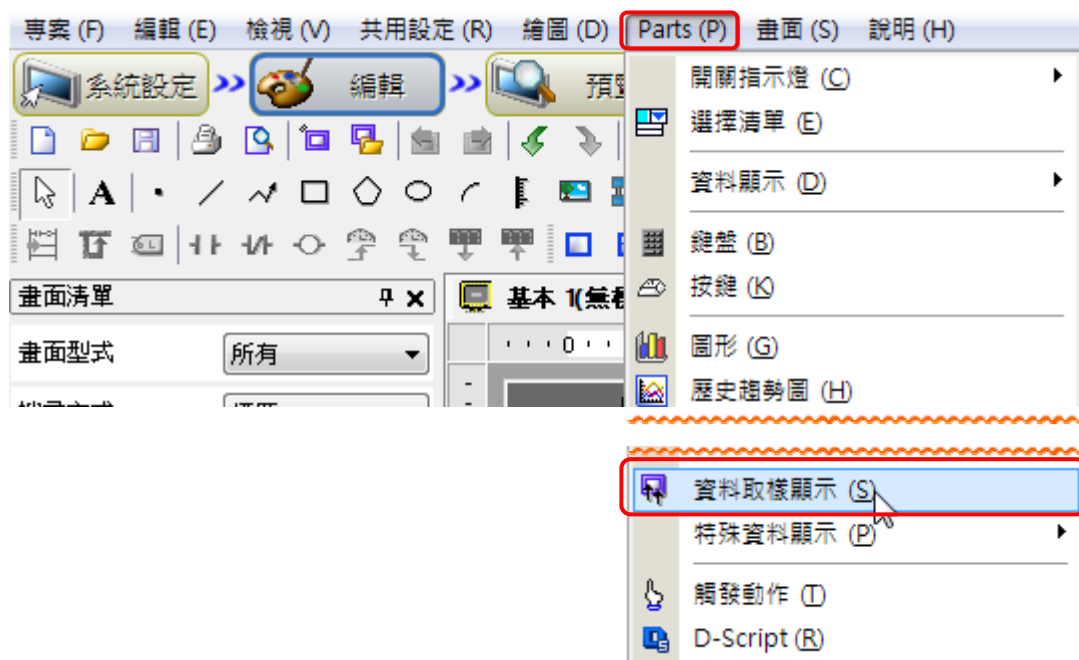 專案 (F) 編輯 (E) 檢視 (V) 共用設定 (R) 繪圖 (D) Parts (P) 畫面 (S) 說明 (H)
系統設定 >> 編輯 >>
開關指示燈 (C)
選擇清單 (E)
資料顯示 (D)
鍵盤 (B)
按鍵 (K)
圖形 (G)
歷史趨勢圖 (H)
A
畫面清單
基本 1(無
畫面型式 所有
0
資料取樣顯示 (S)
特殊資料顯示 (P)
觸發動作 (T)
D-Script (R)